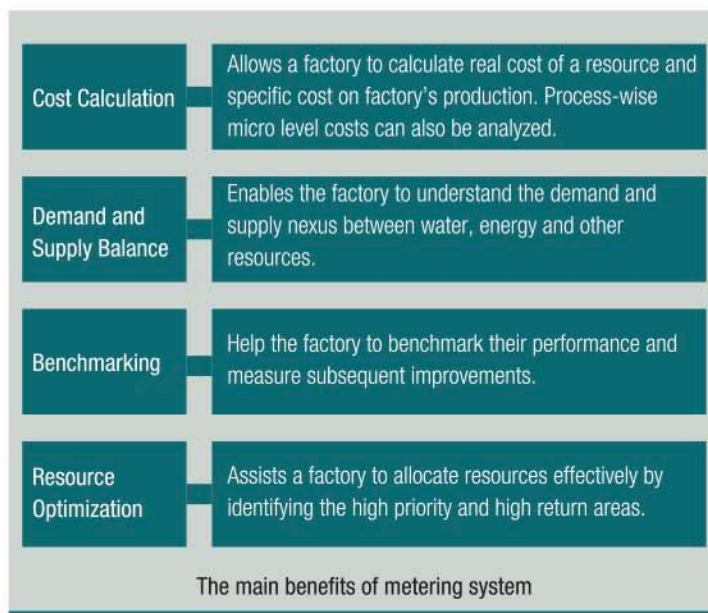 Cost Calculation
Allows a factory to calculate real cost of a resource and
specific cost on factory's production. Process-wise
micro level costs can also be analyzed.
Demand and
Supply Balance
Enables the factory to understand the demand and
supply nexus between water, energy and other
resources.
Benchmarking
Help the factory to benchmark their performance and
measure subsequent improvements.
Resource
Optimization
Assists a factory to allocate resources effectively by
identifying the high priority and high return areas.
The main benefits of metering system